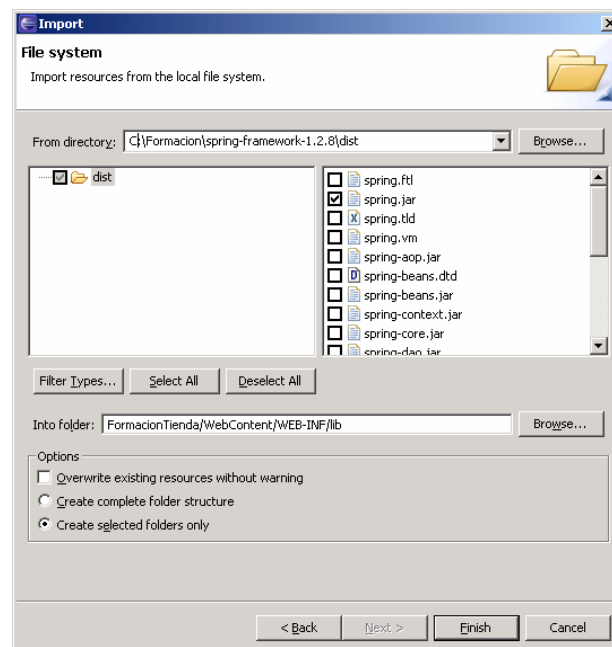 Import
File system
Import resources from the local file system.
From directory: C:\Formacion\spring-framework-1.2.8\dist Browse...
dist
spring.ftl
spring.jar
spring.tld
spring.vm
spring-aop.jar
spring-beans.dtd
spring-beans.jar
spring-context.jar
spring-core.jar
spring-dao.jar
Filter Types... Select All Deselect All
Into folder: FormacionTienda/WebContent/WEB-INF/lib Browse...
Options
Overwrite existing resources without warning
Create complete folder structure
Create selected folders only
< Back Next > Finish Cancel